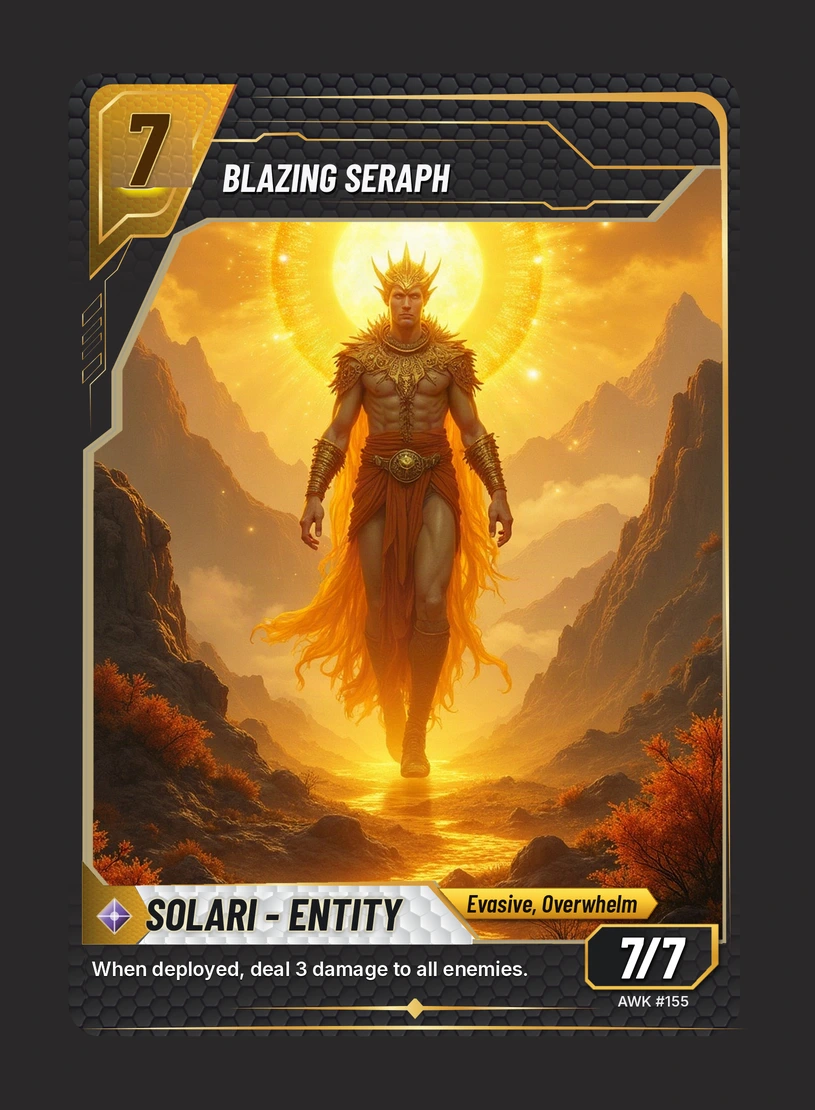 7
BLAZING SERAPH
SOLARI - ENTITY
Evasive, Overwhelm
When deployed, deal 3 damage to all enemies.
7/7
AWK #155